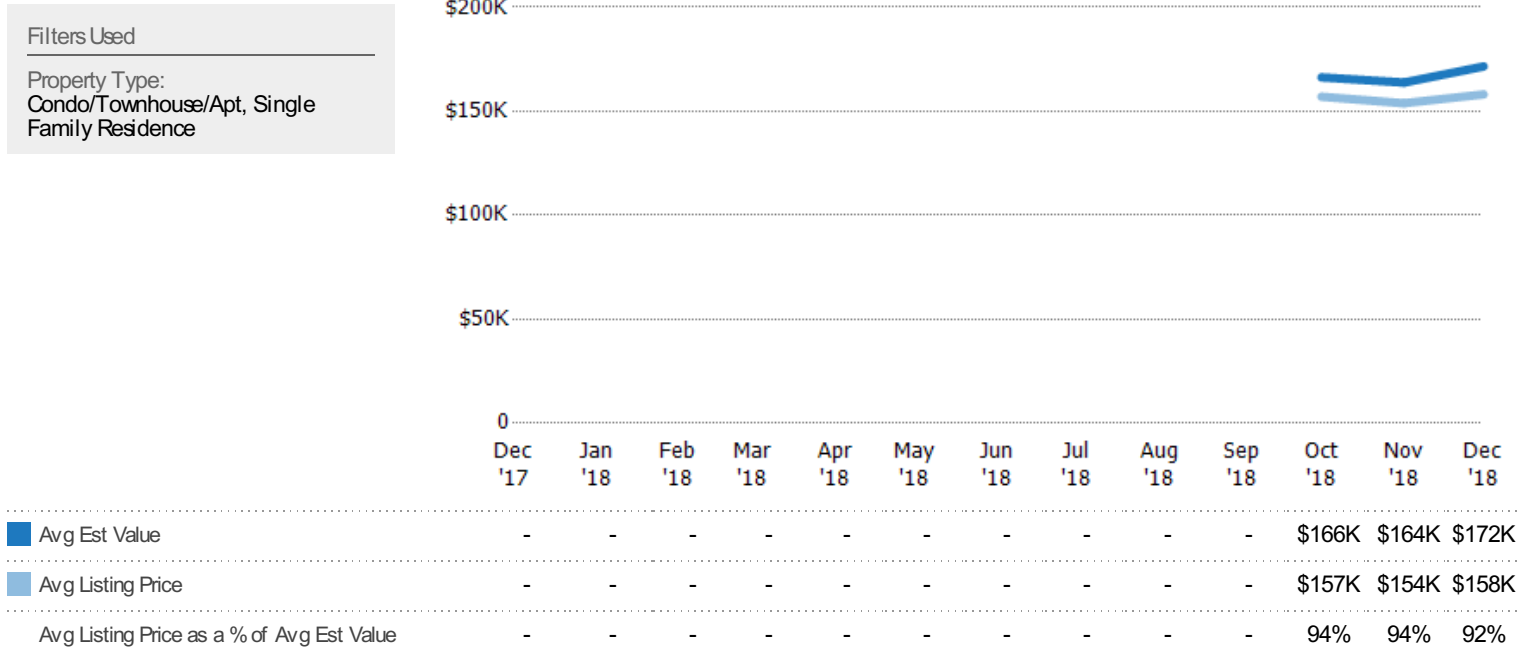 Filters Used
Property Type:
Condo/Townhouse/Apt, Single
Family Residence
$200K
$150K
$100K
$50K
0
Dec Jan Feb Mar Apr May Jun Jul Aug Sep Oct Nov Dec
'17 '18 '18 '18 '18 '18 '18 '18 '18 '18 '18 '18 '18
Avg Est Value - - - - - - - - - - $166K $164K $172K
Avg Listing Price - - - - - - - - - - $157K $154K $158K
Avg Listing Price as a % of Avg Est Value - - - - - - - - - - 94% 94% 92%